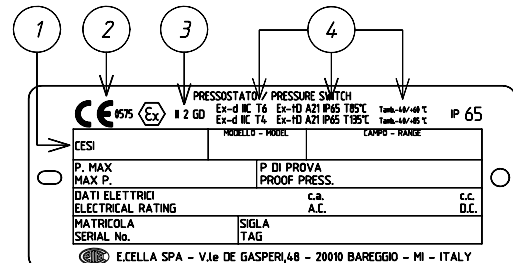 1 2 3 4
PRESSOSTATO / PRESSURE SWITCH
CE 0575 Ex II 2 GD Ex-d IIC T6 Ex-tD A21 IP65 T85°C Tamb.-40/+60 °C IP 65
Ex-d IIC T4 Ex-tD A21 IP65 T135°C Tamb.-40/+85 °C
CESI MODELLO - MODEL CAMPO - RANGE
P. MAX P DI PROVA
MAX P. PROOF PRESS.
DATI ELETTRICI c.a. c.c.
ELECTRICAL RATING A.C. D.C.
MATRICOLA SIGLA
SERIAL No. TAG
E.CELLA SPA - V.le DE GASPERI,48 - 20010 BAREGGIO - MI - ITALY